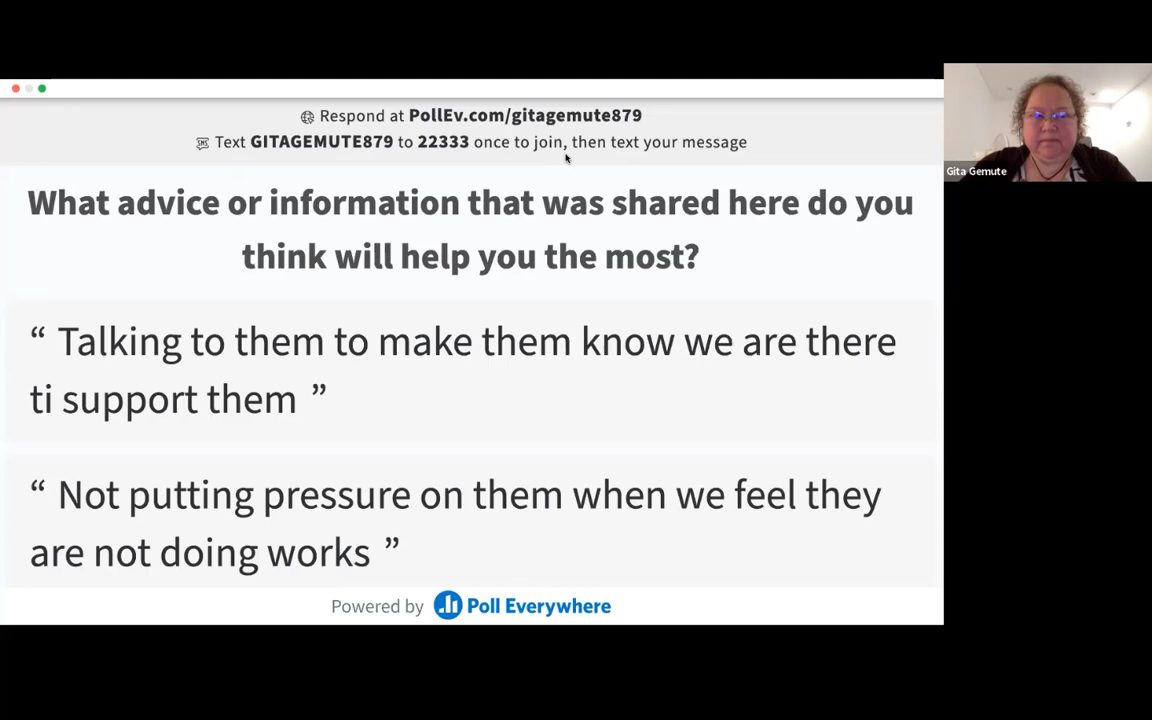 Respond at PollEv.com/gitagemute879
Text GITAGEMUTE879 to 22333 once to join, then text your message
What advice or information that was shared here do you
think will help you the most?
“ Talking to them to make them know we are there
ti support them ”
“ Not putting pressure on them when we feel they
are not doing works ”
Powered by Poll Everywhere
Gita Gemute